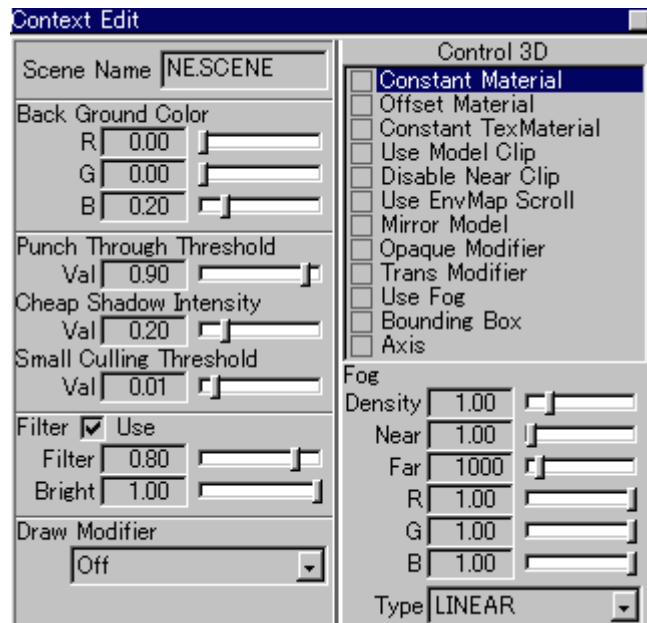 Context Edit
Scene Name NE.SCENE
Back Ground Color
R 0.00
G 0.00
B 0.20
Punch Through Threshold
Val 0.90
Cheap Shadow Intensity
Val 0.20
Small Culling Threshold
Val 0.01
Filter Use
Filter 0.80
Bright 1.00
Draw Modifier
Off
Control 3D
Constant Material
Offset Material
Constant TexMaterial
Use Model Clip
Disable Near Clip
Use EnvMap Scroll
Mirror Model
Opaque Modifier
Trans Modifier
Use Fog
Bounding Box
Axis
Fog
Density 1.00
Near 1.00
Far 1000
R 1.00
G 1.00
B 1.00
Type LINEAR